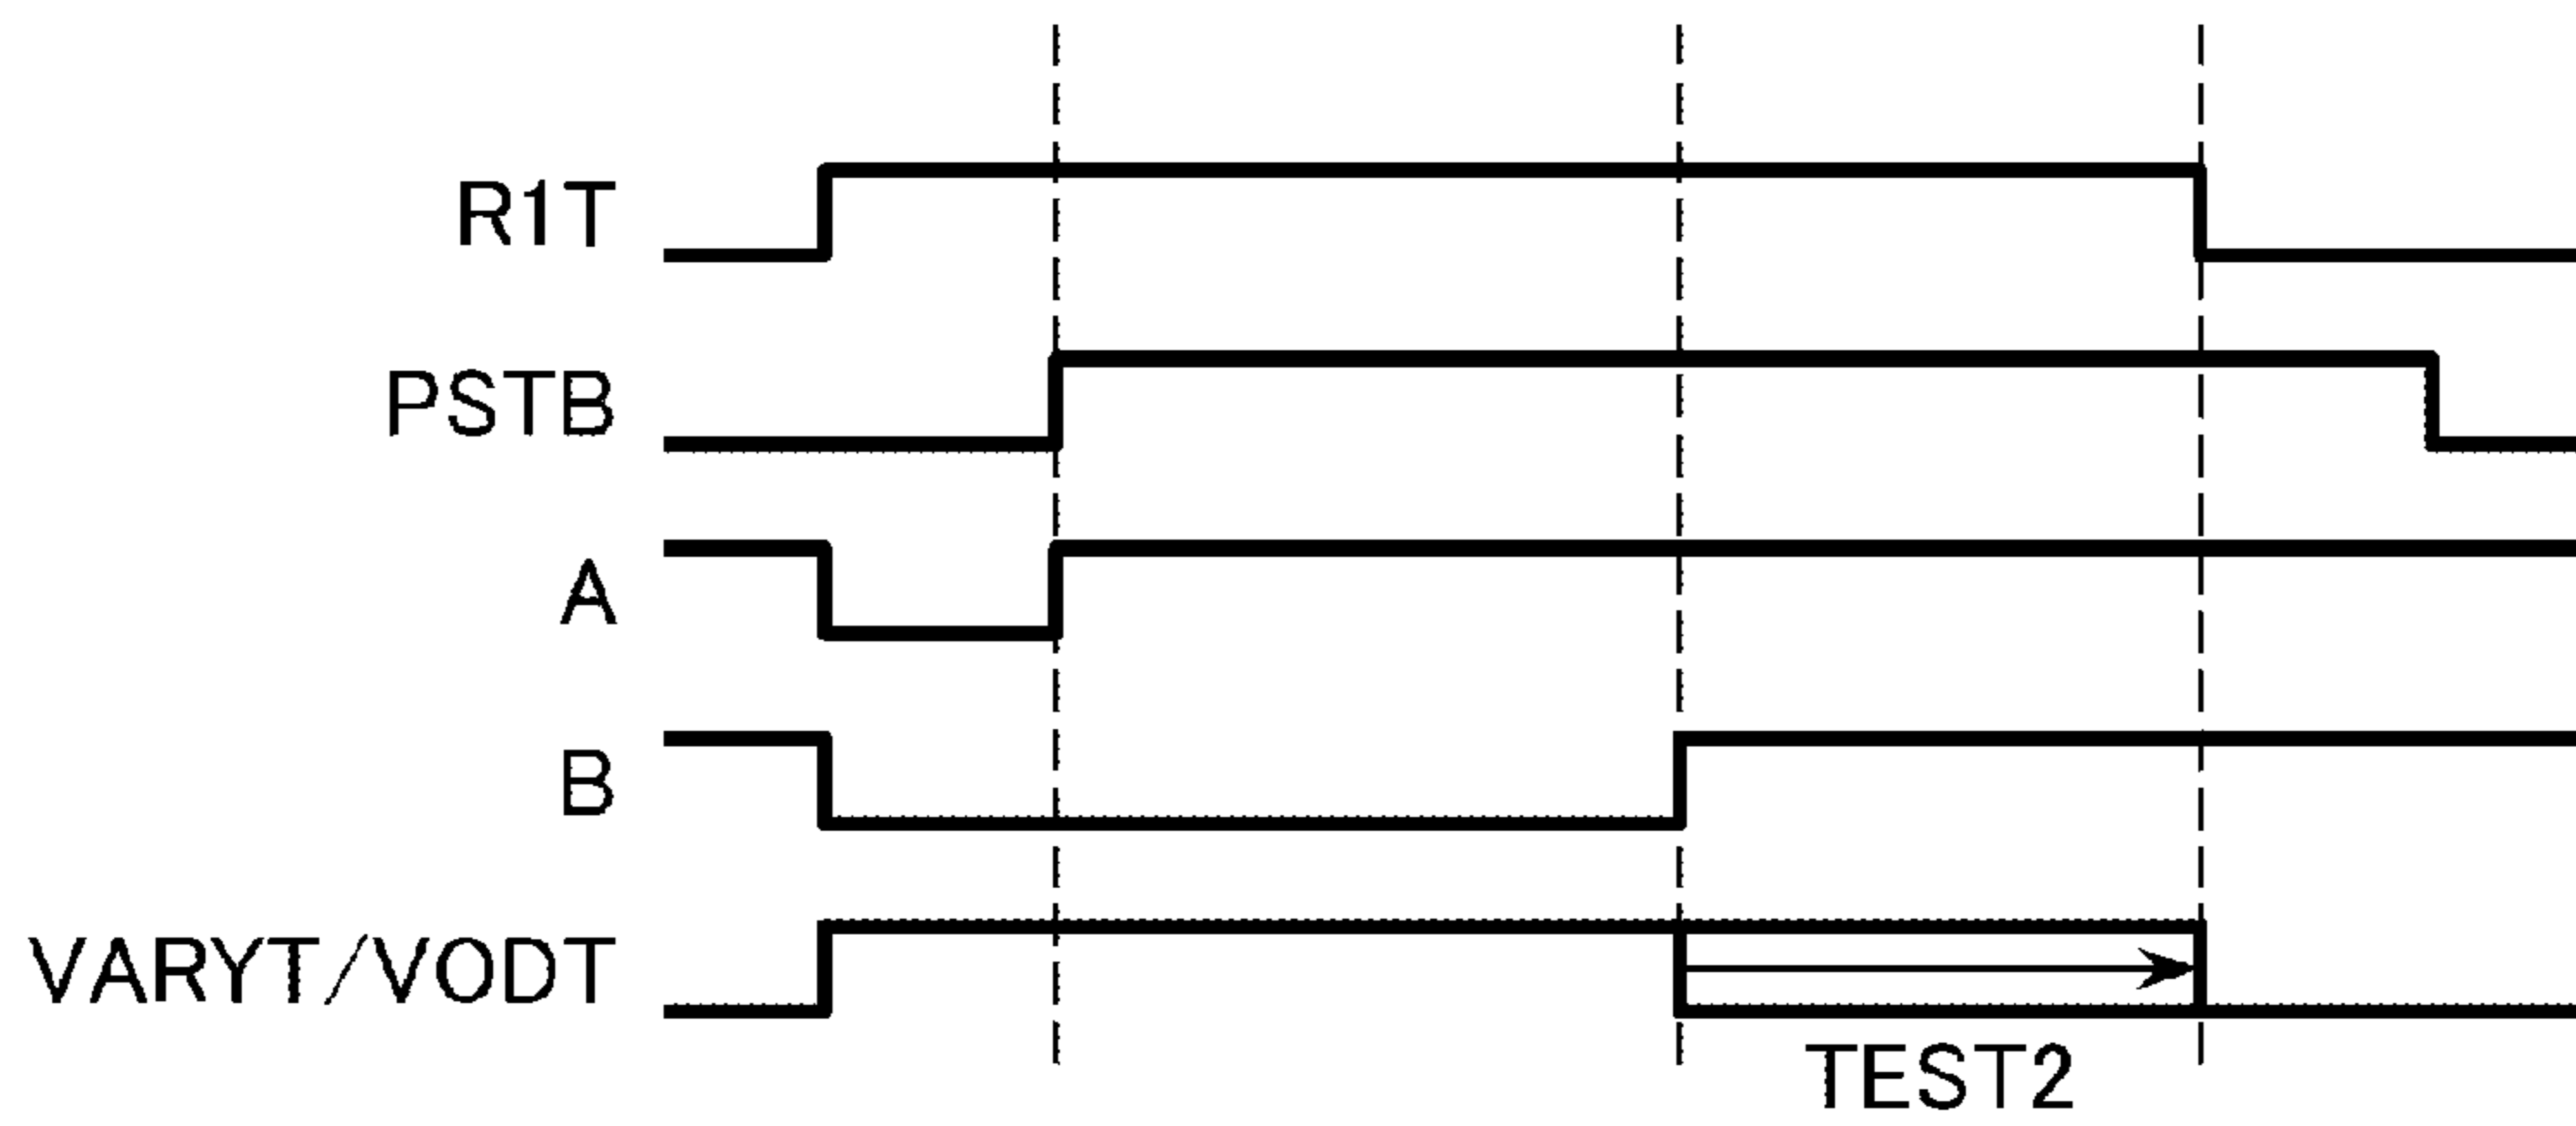 R1T
PSTB
A
B
VARYT/VODT
TEST2